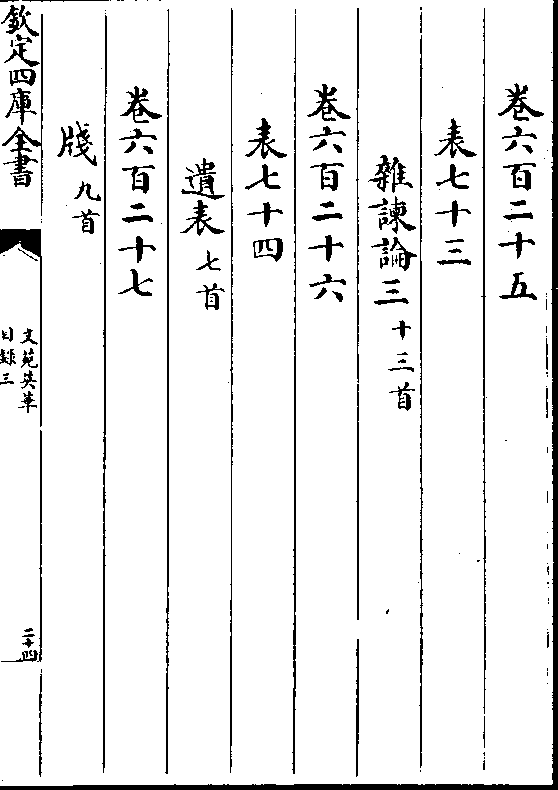 卷六百二十五
表七十三
雜諫論三 十三首
卷六百二十六
表七十四
遺表 七首
卷六百二十七
牋 九首
欽定四庫全書
文苑英華
目録三
二十四